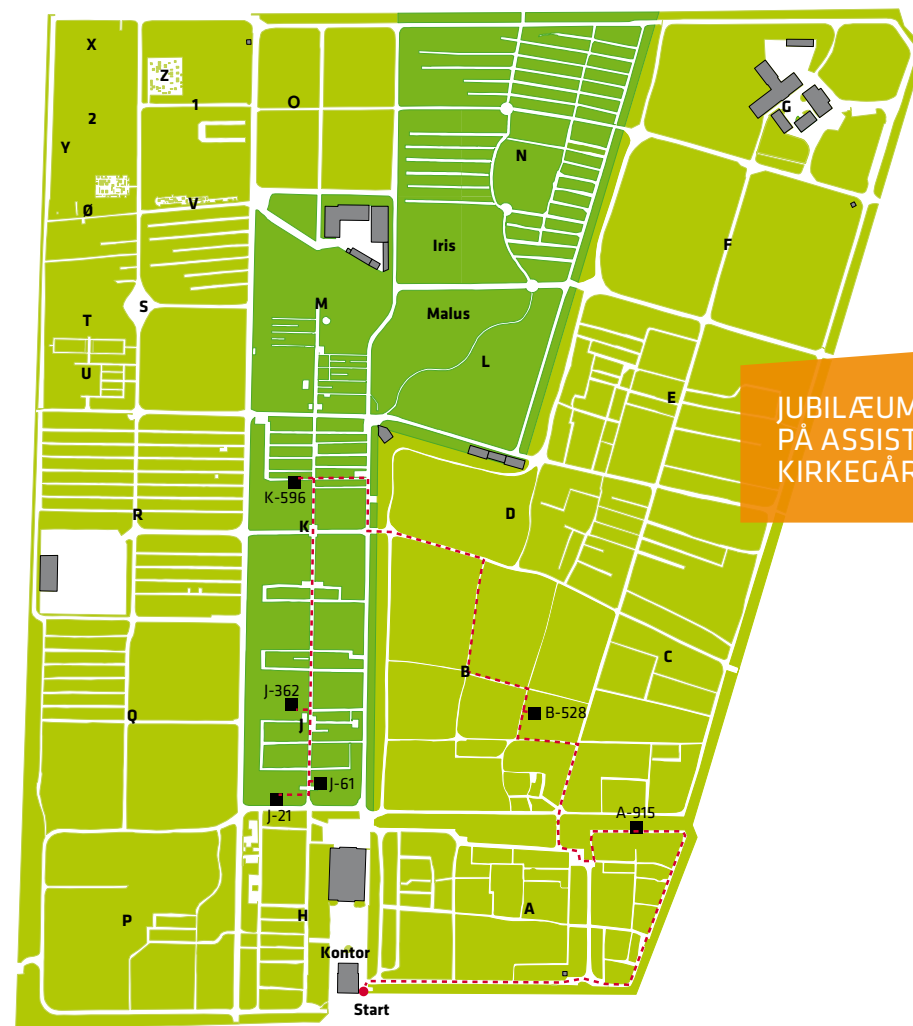 X
Z
1
O
2
Y
Ø
V
S
T
U
N
Iris
M
Malus
L
G
F
E
JUBILÆUM
PÅ ASSIST
KIRKEGÅR
K-596
K
R
D
J-362
J
Q
B
C
B-528
J-61
J-21
A-915
P
H
A
Kontor
Start